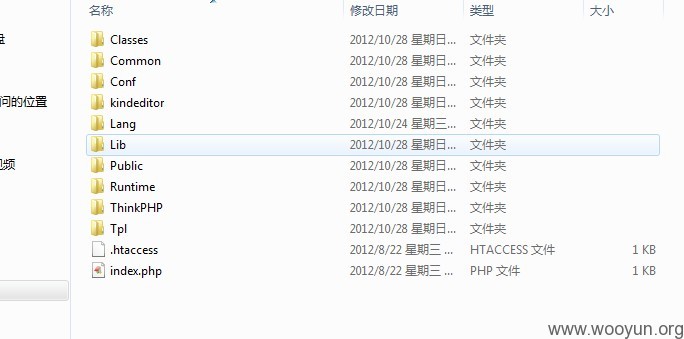 名称 修改日期 类型 大小
Classes 2012/10/28 星期日... 文件夹
Common 2012/10/28 星期日... 文件夹
Conf 2012/10/28 星期日... 文件夹
kindeditor 2012/10/28 星期日... 文件夹
问的位置
Lang 2012/10/24 星期三... 文件夹
Lib 2012/10/28 星期日... 文件夹
Public 2012/10/28 星期日... 文件夹
Runtime 2012/10/28 星期日... 文件夹
ThinkPHP 2012/10/28 星期日... 文件夹
Tpl 2012/10/28 星期日... 文件夹
.htaccess 2012/8/22 星期三 ... HTACCESS 文件 1 KB
index.php 2012/8/22 星期三 ... PHP 文件 1 KB
www.wooyun.org